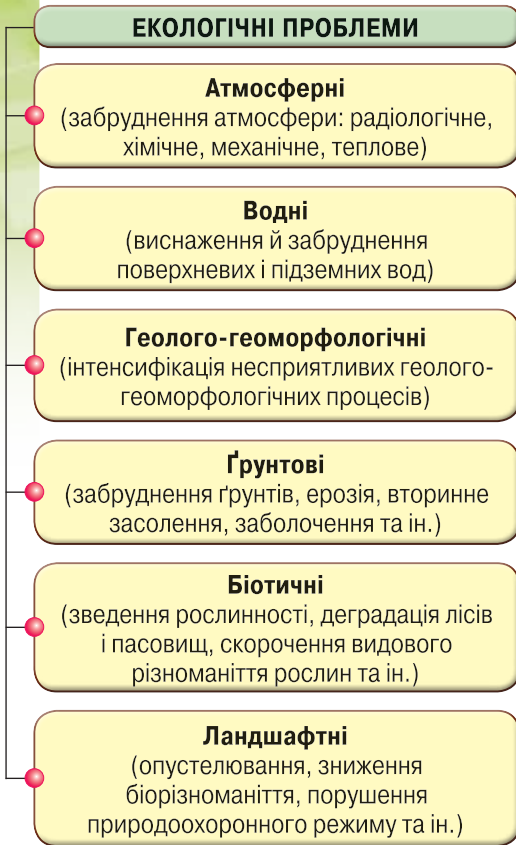 ЕКОЛОГІЧНІ ПРОБЛЕМИ
Атмосферні
(забруднення атмосфери: радіологічне,
хімічне, механічне, теплове)
Водні
(виснаження й забруднення
поверхневих і підземних вод)
Геолого-геоморфологічні
(інтенсифікація несприятливих геолого-
геоморфологічних процесів)
Ґрунтові
(забруднення ґрунтів, ерозія, вторинне
засолення, заболочення та ін.)
Біотичні
(зведення рослинності, деградація лісів
і пасовищ, скорочення видового
різноманіття рослин та ін.)
Ландшафтні
(опустелювання, зниження
біорізноманіття, порушення
природоохоронного режиму та ін.)